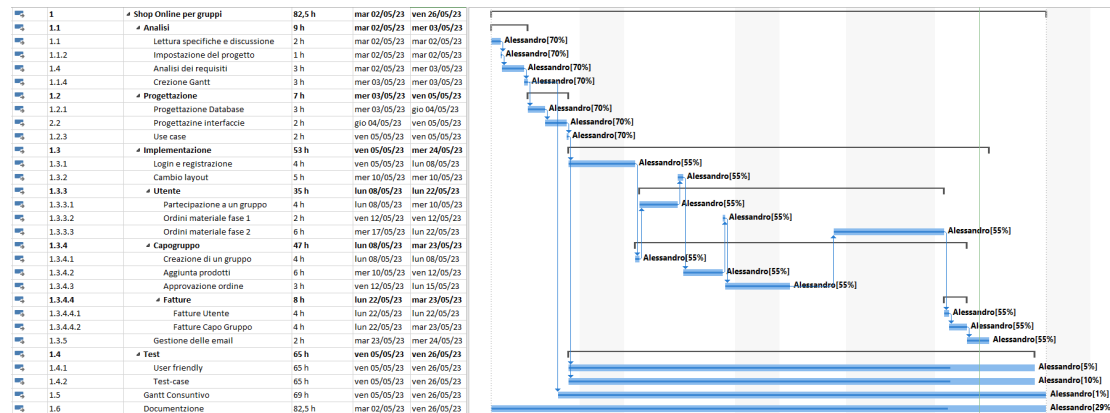 1 Shop Online per gruppi 82,5 h mar 02/05/23 ven 26/05/23
1.1 Analisi 9 h mar 02/05/23 mer 03/05/23
1.1 Lettura specifiche e discussione 2 h mar 02/05/23 mar 02/05/23 Alessandro[70%]
1.1.2 Impostazione del progetto 1 h mar 02/05/23 mar 02/05/23 Alessandro[70%]
1.4 Analisi dei requisiti 3 h mar 02/05/23 mer 03/05/23 Alessandro[70%]
1.1.4 Crezione Gantt 3 h mer 03/05/23 mer 03/05/23 Alessandro[70%]
1.2 Progettazione 7 h mer 03/05/23 ven 05/05/23
1.2.1 Progettazione Database 3 h mer 03/05/23 gio 04/05/23 Alessandro[70%]
2.2 Progettazine interfaccie 2 h gio 04/05/23 ven 05/05/23 Alessandro[70%]
1.2.3 Use case 2 h ven 05/05/23 ven 05/05/23 Alessandro[70%]
1.3 Implementazione 53 h ven 05/05/23 mer 24/05/23
1.3.1 Login e registrazione 4 h ven 05/05/23 lun 08/05/23 Alessandro[55%]
1.3.2 Cambio layout 5 h mer 10/05/23 mer 10/05/23 Alessandro[55%]
1.3.3 Utente 35 h lun 08/05/23 lun 22/05/23
1.3.3.1 Partecipazione a un gruppo 4 h lun 08/05/23 mer 10/05/23 Alessandro[55%]
1.3.3.2 Ordini materiale fase 1 2 h ven 12/05/23 ven 12/05/23 Alessandro[55%]
1.3.3.3 Ordini materiale fase 2 6 h mer 17/05/23 lun 22/05/23 Alessandro[55%]
1.3.4 Capogruppo 47 h lun 08/05/23 mar 23/05/23
1.3.4.1 Creazione di un gruppo 4 h lun 08/05/23 lun 08/05/23 Alessandro[55%]
1.3.4.2 Aggiunta prodotti 6 h mer 10/05/23 ven 12/05/23 Alessandro[55%]
1.3.4.3 Approvazione ordine 3 h ven 12/05/23 lun 15/05/23 Alessandro[55%]
1.3.4.4 Fatture 8 h lun 22/05/23 mar 23/05/23
1.3.4.4.1 Fatture Utente 4 h lun 22/05/23 lun 22/05/23 Alessandro[55%]
1.3.4.4.2 Fatture Capo Gruppo 4 h lun 22/05/23 mar 23/05/23 Alessandro[55%]
1.3.5 Gestione delle email 2 h mar 23/05/23 mer 24/05/23 Alessandro[55%]
1.4 Test 65 h ven 05/05/23 ven 26/05/23
1.4.1 User friendly 65 h ven 05/05/23 ven 26/05/23 Alessandro[5%]
1.4.2 Test-case 65 h ven 05/05/23 ven 26/05/23 Alessandro[10%]
1.5 Gantt Consuntivo 69 h ven 05/05/23 ven 26/05/23 Alessandro[1%]
1.6 Documentzione 82,5 h mar 02/05/23 ven 26/05/23 Alessandro[29%